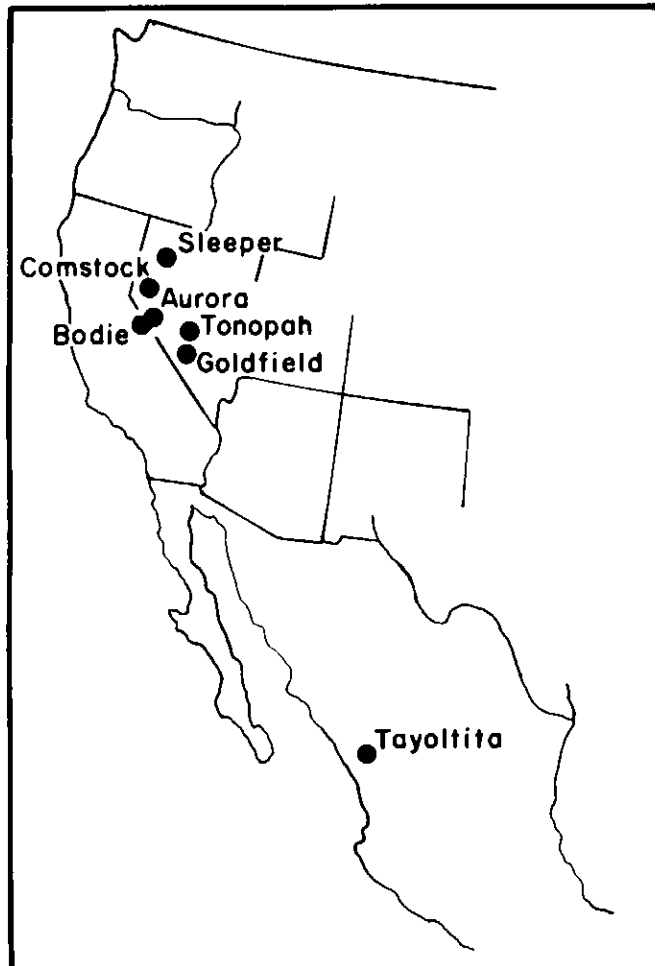 Sleeper
Comstock
Aurora
Bodie
Tonopah
Goldfield
Tayoltita